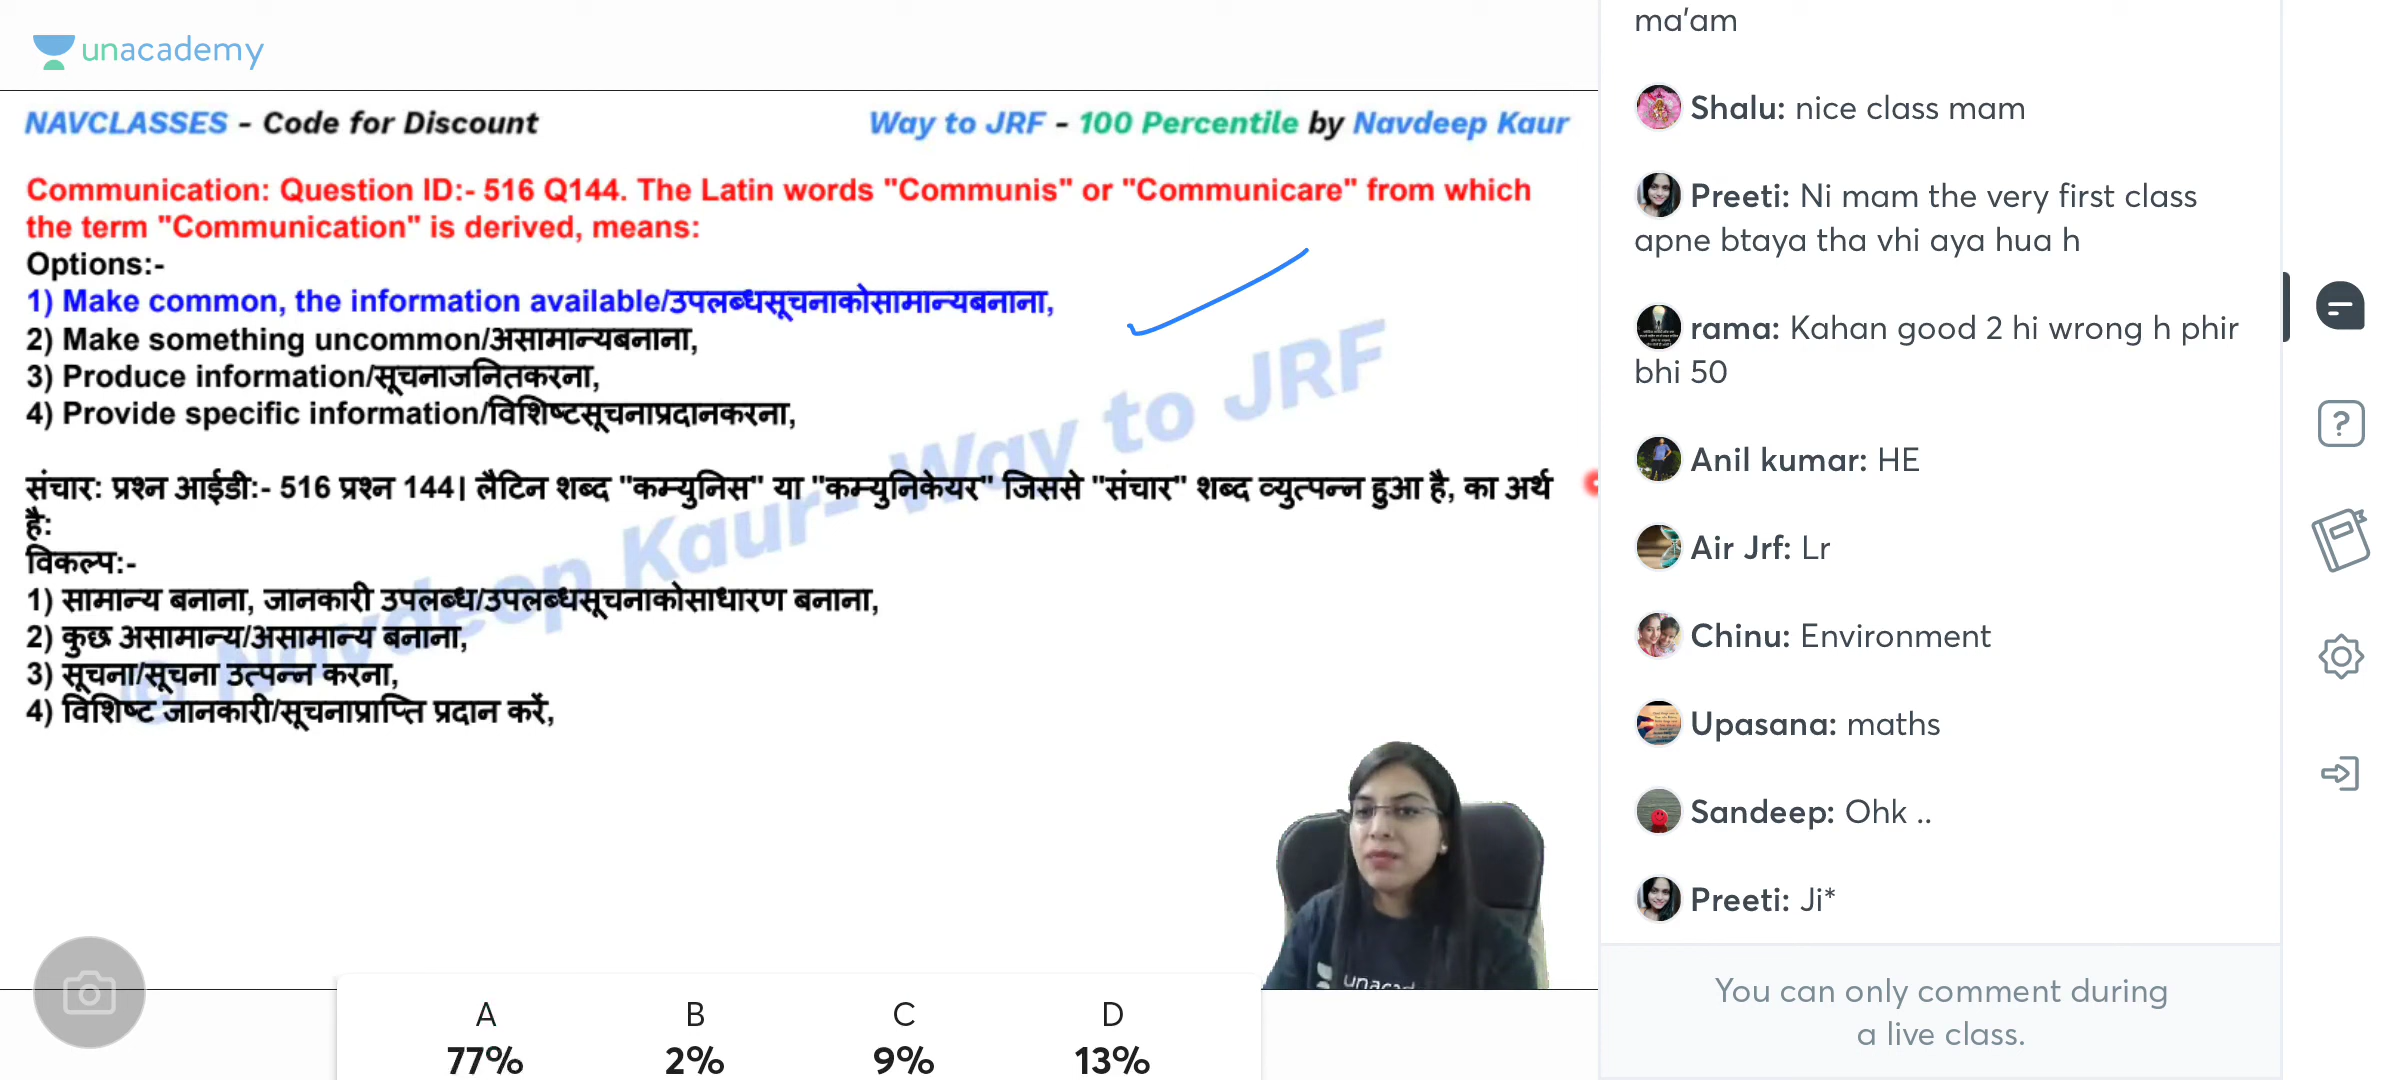 unacademy
NAVCLASSES - Code for Discount
Way to JRF - 100 Percentile by Navdeep Kaur
Communication: Question ID:- 516 Q144. The Latin words "Communis" or "Communicare" from which
the term "Communication" is derived, means:
Options:-
1) Make common, the information available/उपलब्धसूचनाकोसामान्यबनाना,
2) Make something uncommon/असामान्यबनाना,
3) Produce information/सूचनाजनितकरना,
4) Provide specific information/विशिष्टसूचनाप्रदानकरना,
संचार: प्रश्न आईडी:- 516 प्रश्न 144। लैटिन शब्द "कम्युनिस" या "कम्युनिकेयर" जिससे "संचार" शब्द व्युत्पन्न हुआ है, का अर्थ
है:
विकल्प:-
1) सामान्य बनाना, जानकारी उपलब्ध/उपलब्धसूचनाकोसाधारण बनाना,
2) कुछ असामान्य/असामान्य बनाना,
3) सूचना/सूचना उत्पन्न करना,
4) विशिष्ट जानकारी/सूचनाप्राप्ति प्रदान करें,
© Navdeep Kaur- Way to JRF
unacad
A B C D
77% 2% 9% 13%
ma'am
Shalu: nice class mam
Preeti: Ni mam the very first class
apne btaya tha vhi aya hua h
rama: Kahan good 2 hi wrong h phir
bhi 50
Anil kumar: HE
Air Jrf: Lr
Chinu: Environment
Upasana: maths
Sandeep: Ohk ..
Preeti: Ji*
You can only comment during
a live class.